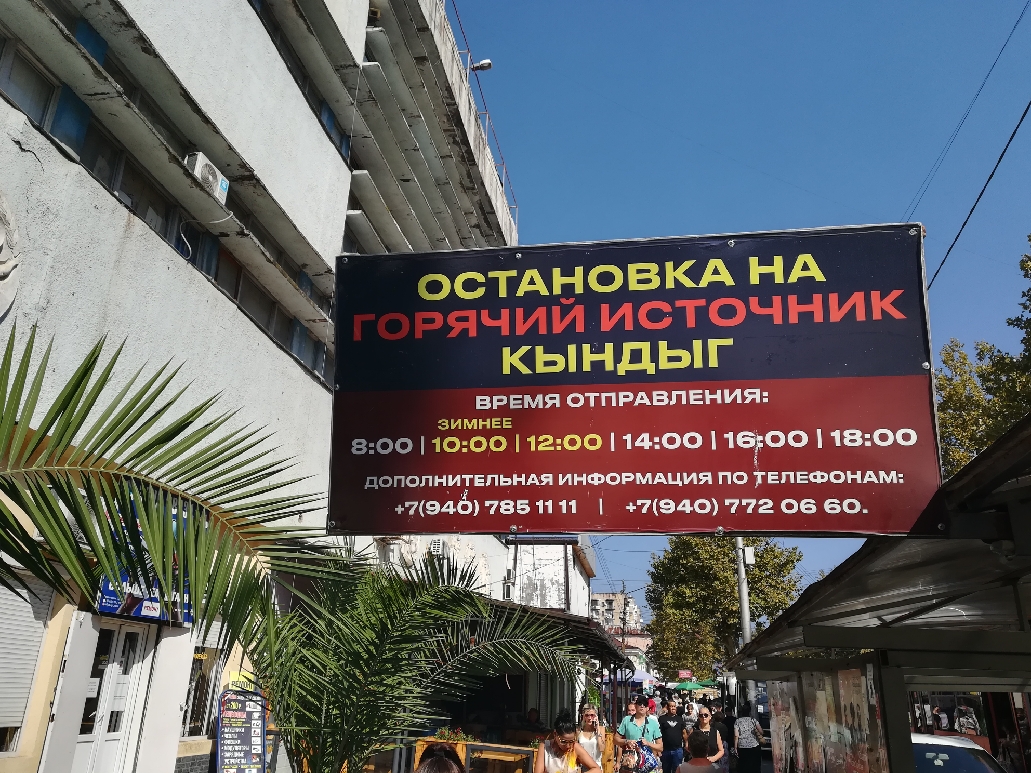 ОСТАНОВКА НА
ГОРЯЧИЙ ИСТОЧНИК
КЫНДЫГ
ВРЕМЯ ОТПРАВЛЕНИЯ:
ЗИМНЕЕ
8:00 | 10:00 | 12:00 | 14:00 | 16:00 | 18:00
ДОПОЛНИТЕЛЬНАЯ ИНФОРМАЦИЯ ПО ТЕЛЕФОНАМ:
+7(940) 785 11 11 | +7(940) 772 06 60.